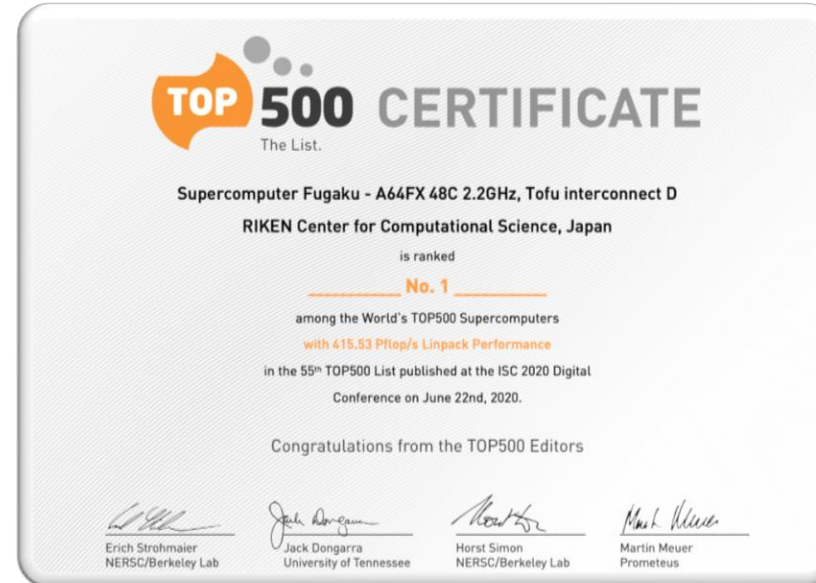 TOP 500 CERTIFICATE
The List.
Supercomputer Fugaku - A64FX 48C 2.2GHz, Tofu interconnect D
RIKEN Center for Computational Science, Japan
is ranked
No. 1
among the World's TOP500 Supercomputers
with 415.53 Pflop/s Linpack Performance
in the 55th TOP500 List published at the ISC 2020 Digital
Conference on June 22nd, 2020.
Congratulations from the TOP500 Editors
Erich Strohmaier
NERSC/Berkeley Lab
Jack Dongarra
University of Tennessee
Horst Simon
NERSC/Berkeley Lab
Martin Meuer
Prometeus